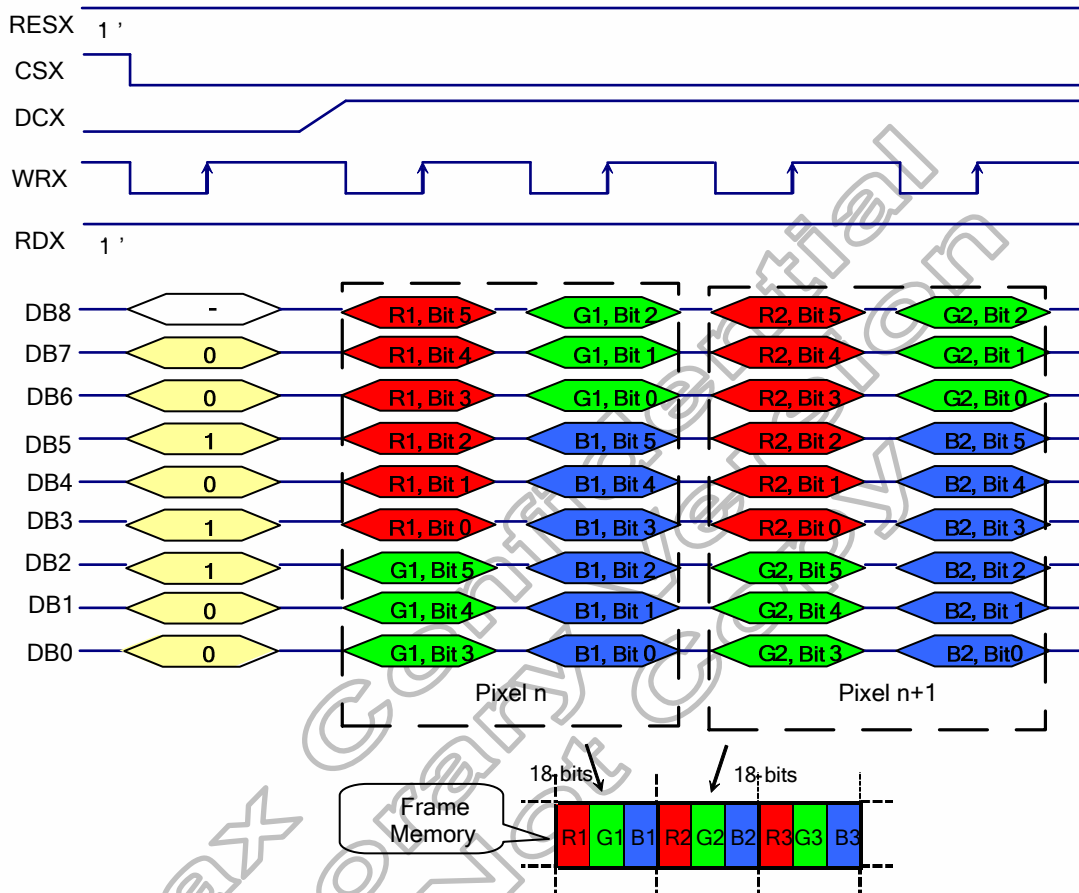 RESX 1 ’
CSX
DCX
WRX
RDX 1 ’
DB8 - R1, Bit 5 G1, Bit 2 R2, Bit 5 G2, Bit 2
DB7 0 R1, Bit 4 G1, Bit 1 R2, Bit 4 G2, Bit 1
DB6 0 R1, Bit 3 G1, Bit 0 R2, Bit 3 G2, Bit 0
DB5 1 R1, Bit 2 B1, Bit 5 R2, Bit 2 B2, Bit 5
DB4 0 R1, Bit 1 B1, Bit 4 R2, Bit 1 B2, Bit 4
DB3 1 R1, Bit 0 B1, Bit 3 R2, Bit 0 B2, Bit 3
DB2 1 G1, Bit 5 B1, Bit 2 G2, Bit 5 B2, Bit 2
DB1 0 G1, Bit 4 B1, Bit 1 G2, Bit 4 B2, Bit 1
DB0 0 G1, Bit 3 B1, Bit 0 G2, Bit 3 B2, Bit0
Pixel n Pixel n+1
18-bits 18-bits
Frame
Memory
R1 G1 B1 R2 G2 B2 R3 G3 B3
ax Confidential
orary Version
Not Copy